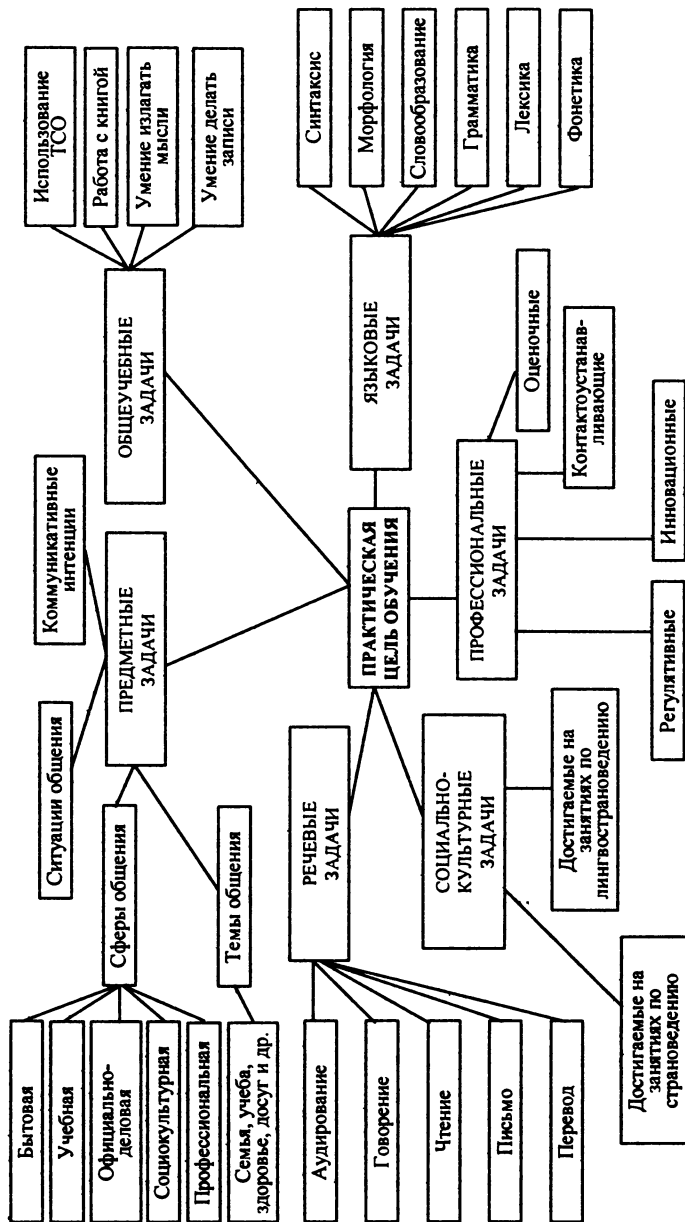 Бытовая
Учебная
Официально-
деловая
Социокультурная
Профессиональная
Семья, учеба,
здоровье, досуг и др.
Сферы общения
Темы общения
Ситуации общения
Коммуникативные
интенции
ПРЕДМЕТНЫЕ
ЗАДАЧИ
ОБЩЕУЧЕБНЫЕ
ЗАДАЧИ
Использование
ТСО
Работа с книгой
Умение излагать
мысли
Умение делать
записи
Аудирование
Говорение
Чтение
Письмо
Перевод
РЕЧЕВЫЕ
ЗАДАЧИ
ПРАКТИЧЕСКАЯ
ЦЕЛЬ ОБУЧЕНИЯ
ЯЗЫКОВЫЕ
ЗАДАЧИ
Синтаксис
Морфология
Словообразование
Грамматика
Лексика
Фонетика
СОЦИАЛЬНО-
КУЛЬТУРНЫЕ
ЗАДАЧИ
Достигаемые на
занятиях по
страноведению
Достигаемые на
занятиях по
лингвострановедению
ПРОФЕССИОНАЛЬНЫЕ
ЗАДАЧИ
Регулятивные
Инновационные
Контактоустанав-
ливающие
Оценочные